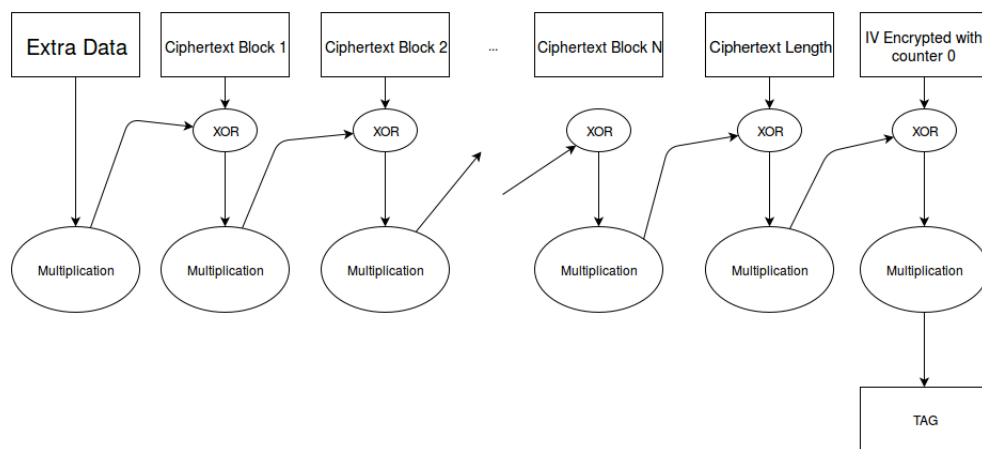 Extra Data
Ciphertext Block 1
Ciphertext Block 2
...
Ciphertext Block N
Ciphertext Length
IV Encrypted with
counter 0
XOR
XOR
XOR
XOR
XOR
Multiplication
Multiplication
Multiplication
Multiplication
Multiplication
Multiplication
TAG